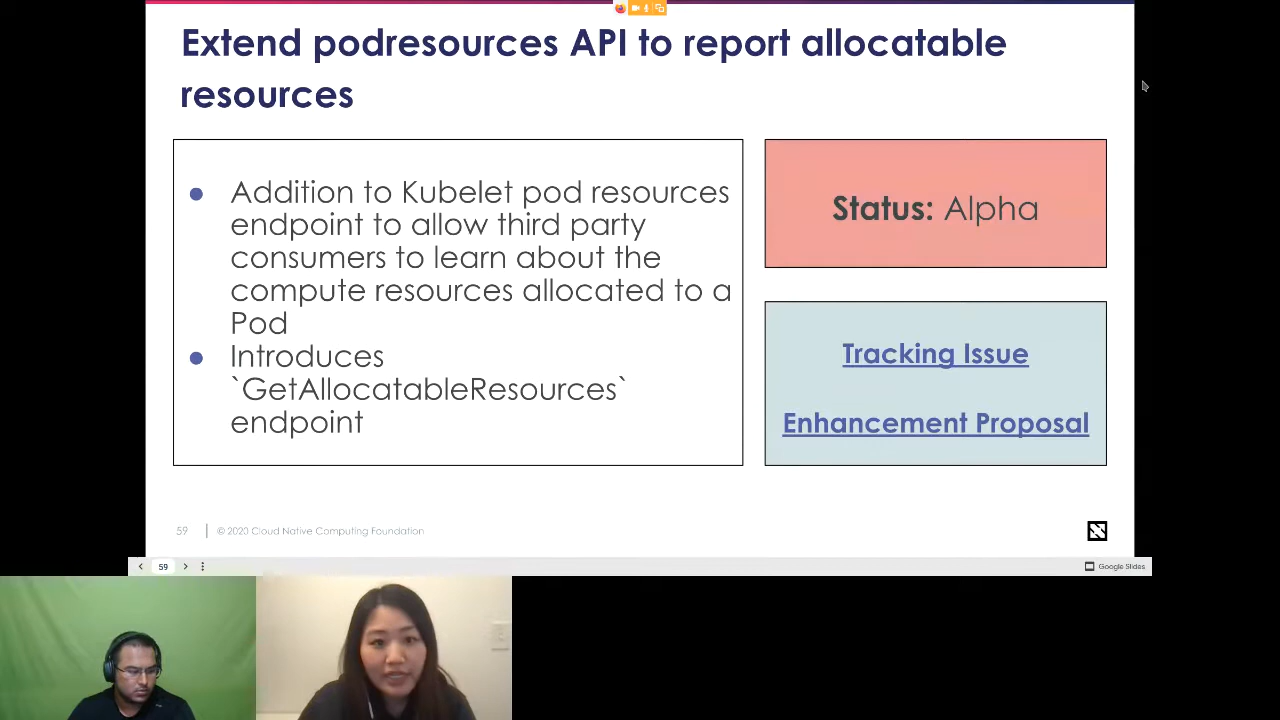 Extend podresources API to report allocatable
resources
Addition to Kubelet pod resources
endpoint to allow third party
consumers to learn about the
compute resources allocated to a
Pod
Introduces
`GetAllocatableResources`
endpoint
Status: Alpha
Tracking Issue
Enhancement Proposal
59
© 2020 Cloud Native Computing Foundation
59
Google Slides